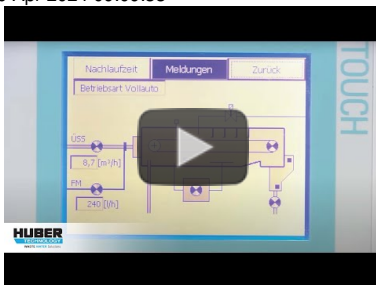 Nachlaufzeit
Meldungen
Zurück
Betriebsart Vollauto
TOUCH
ÜSS
8,7 [m³/h]
FM
240 [l/h]
HUBER
TECHNOLOGY
WASTE WATER Solutions